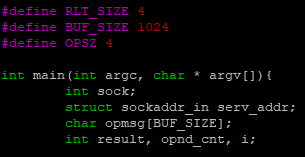 #define RLT_SIZE 4
#define BUF_SIZE 1024
#define OPSZ 4
int main(int argc, char * argv[]){
int sock;
struct sockaddr_in serv_addr;
char opmsg[BUF_SIZE];
int result, opnd_cnt, i;